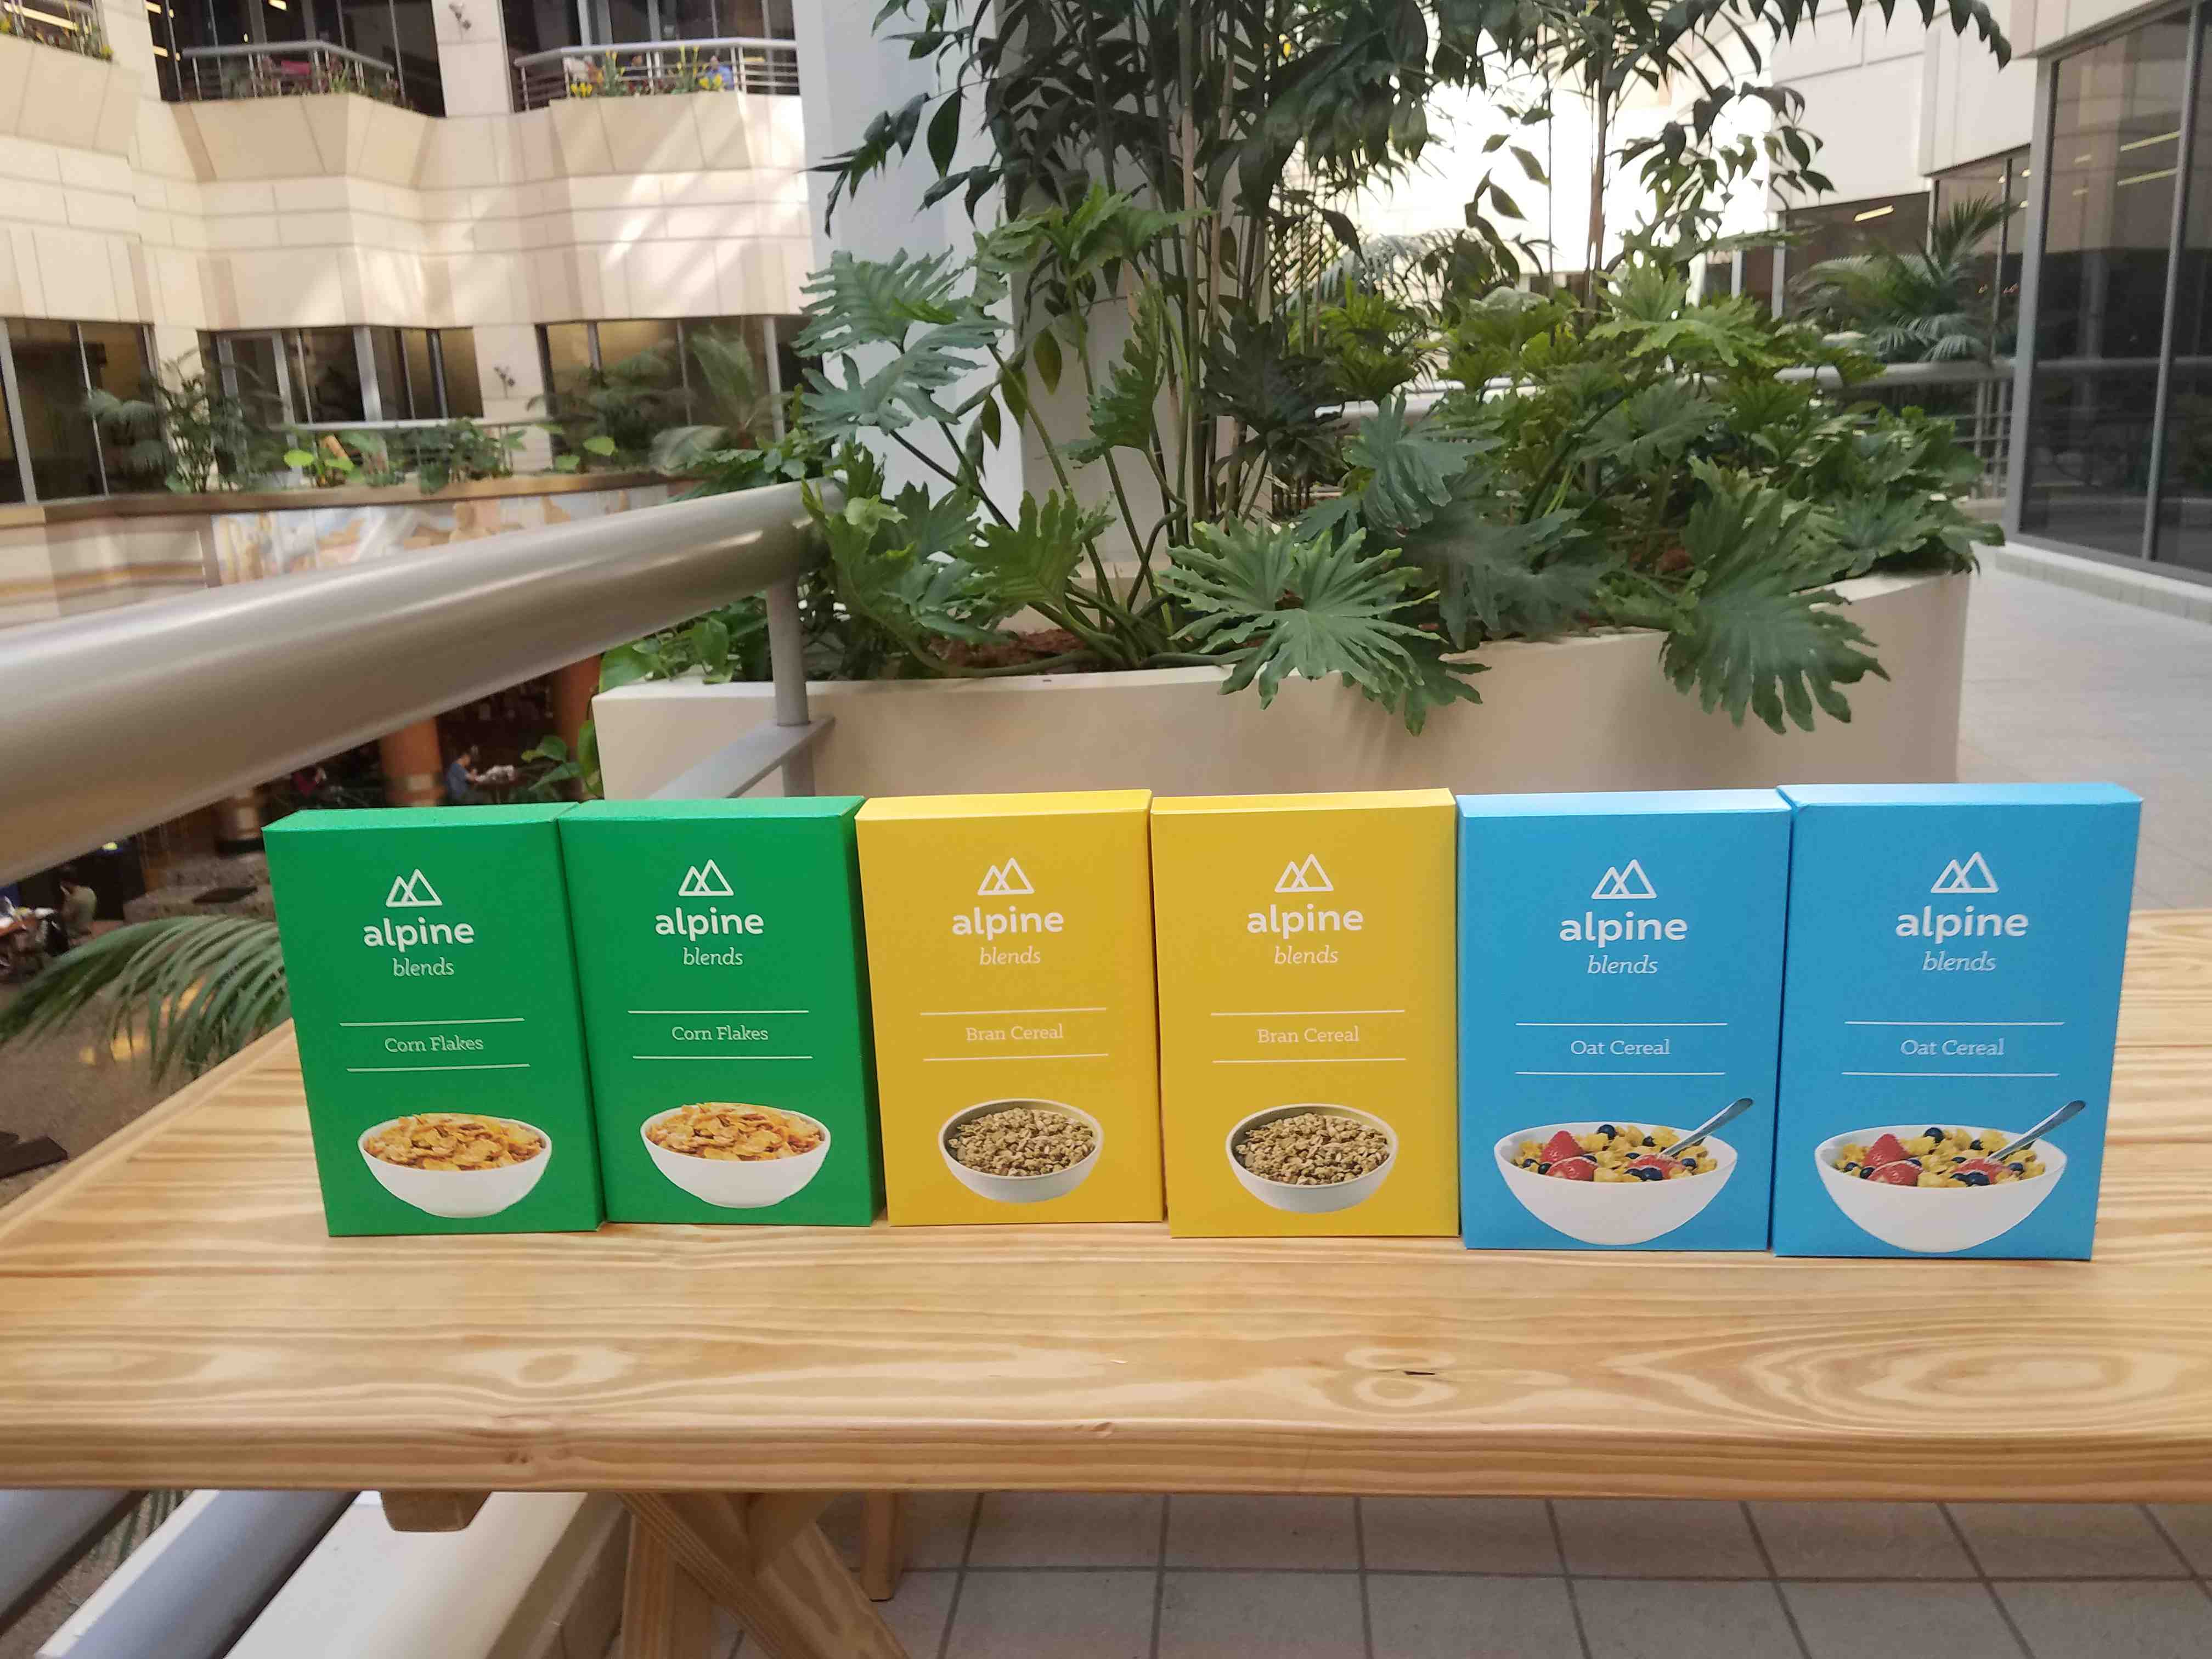 alpine
blends
Corn Flakes
alpine
blends
Corn Flakes
alpine
blends
Bran Cereal
alpine
blends
Bran Cereal
alpine
blends
Oat Cereal
alpine
blends
Oat Cereal